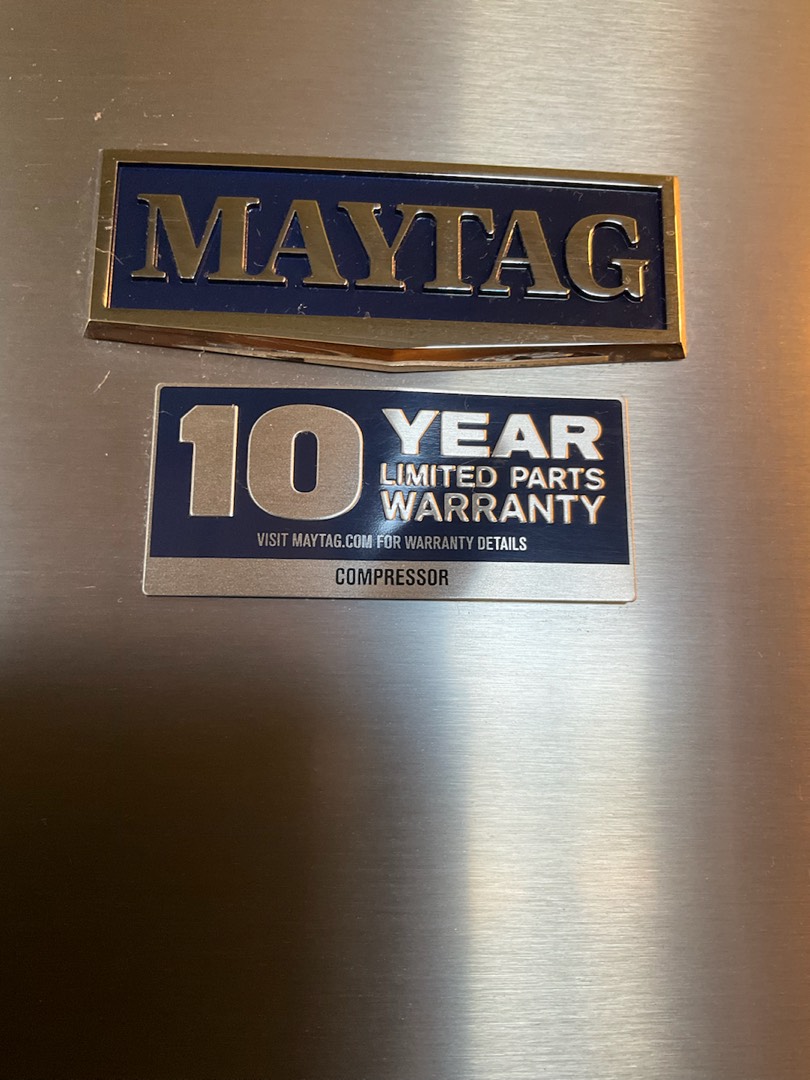 MAYTAG
10 YEAR
LIMITED PARTS
WARRANTY
VISIT MAYTAG.COM FOR WARRANTY DETAILS
COMPRESSOR